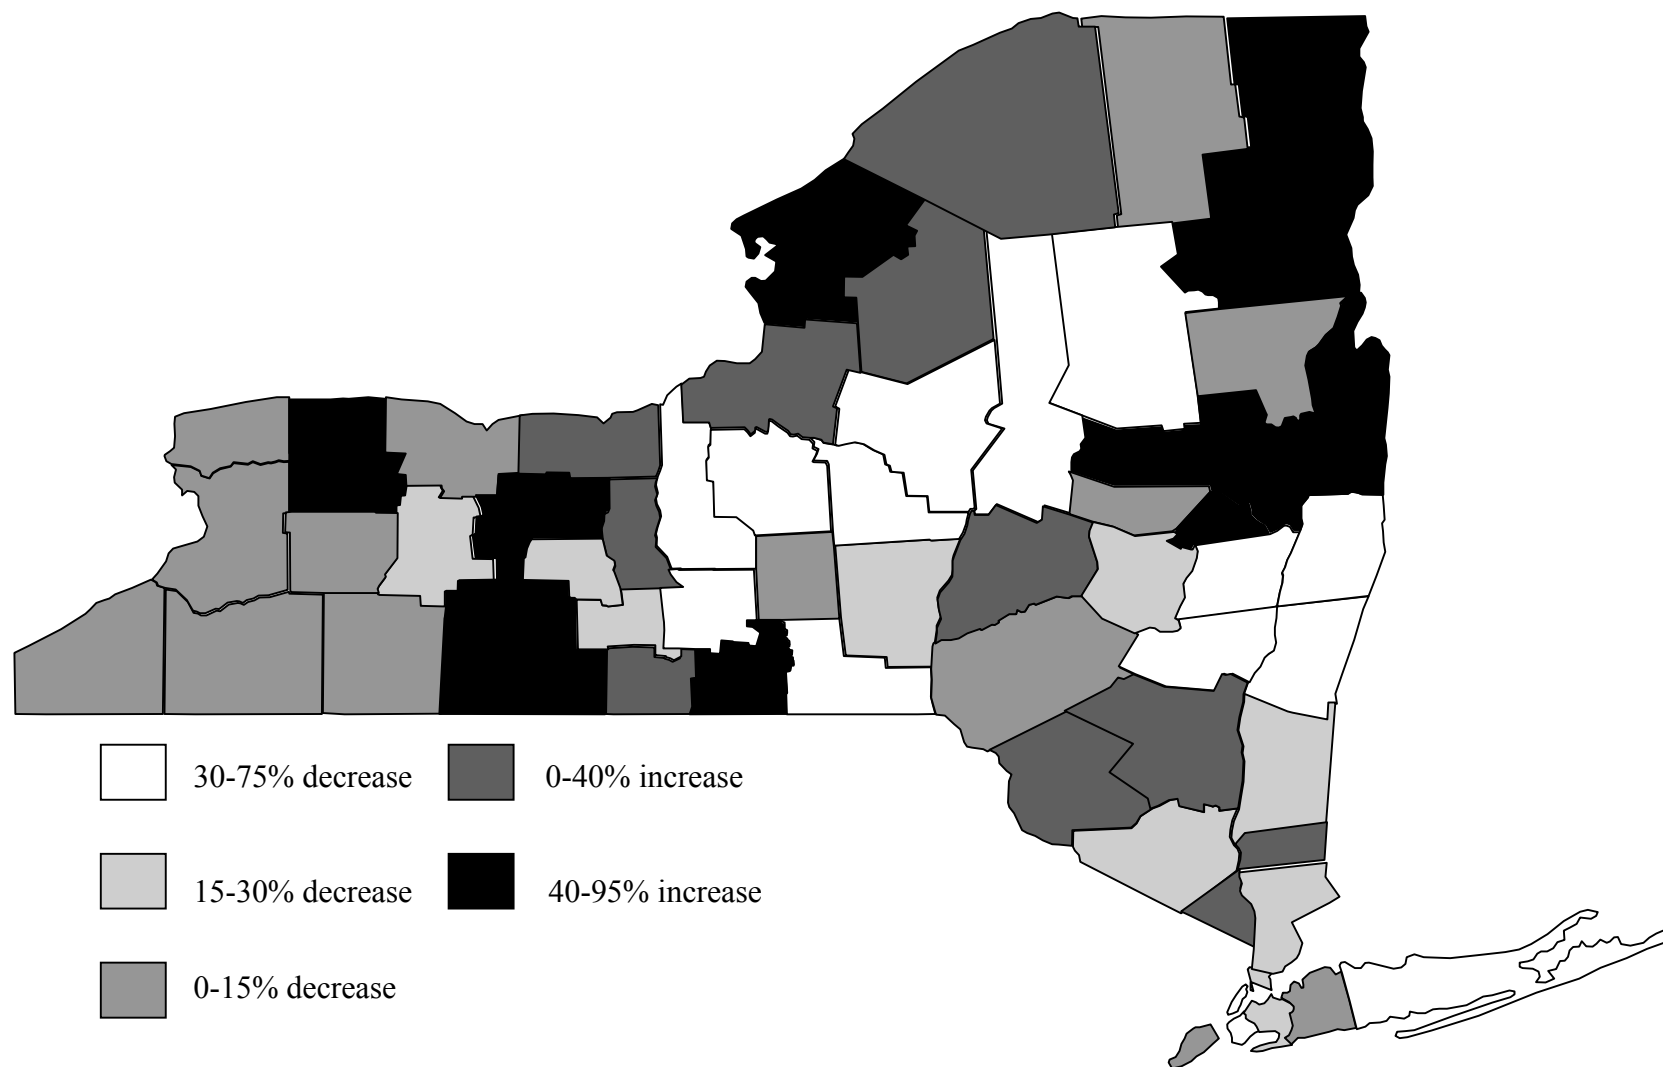 30-75% decrease
0-40% increase
15-30% decrease
40-95% increase
0-15% decrease